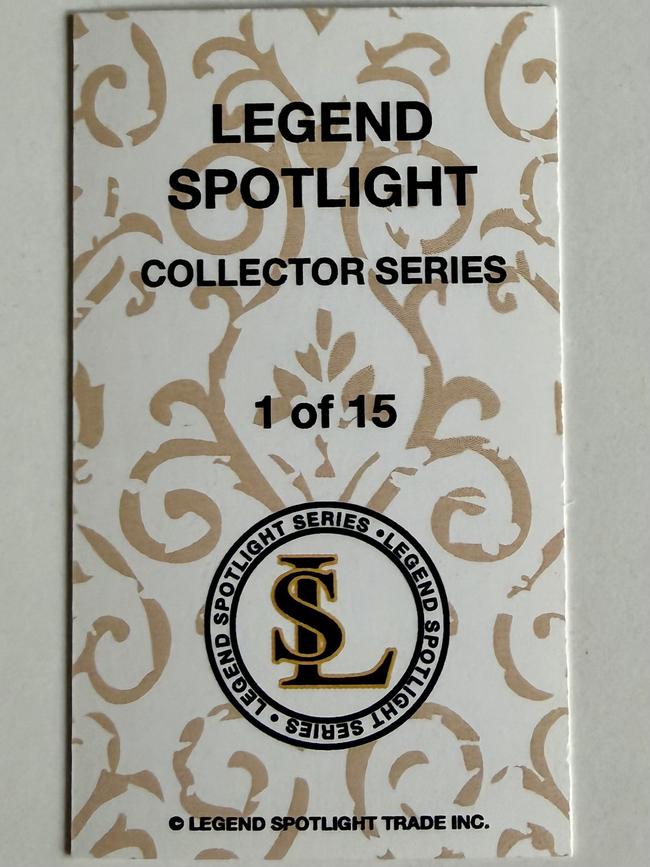 LEGEND
SPOTLIGHT
COLLECTOR SERIES
1 of 15
LEGEND SPOTLIGHT SERIES • LEGEND SPOTLIGHT SERIES •
SL
© LEGEND SPOTLIGHT TRADE INC.